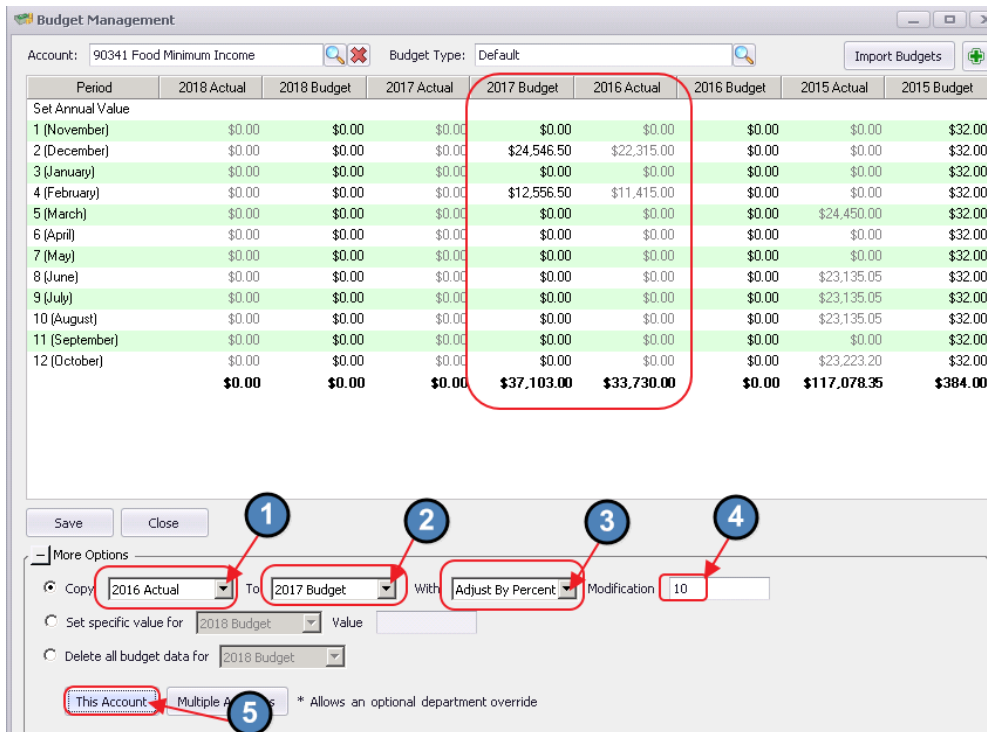 Budget Management
Account: 90341 Food Minimum Income Budget Type: Default Import Budgets
Period 2018 Actual 2018 Budget 2017 Actual 2017 Budget 2016 Actual 2016 Budget 2015 Actual 2015 Budget
Set Annual Value
1 (November) $0.00 $0.00 $0.00 $0.00 $0.00 $0.00 $0.00 $32.00
2 (December) $0.00 $0.00 $0.00 $24,546.50 $22,315.00 $0.00 $0.00 $32.00
3 (January) $0.00 $0.00 $0.00 $0.00 $0.00 $0.00 $0.00 $32.00
4 (February) $0.00 $0.00 $0.00 $12,556.50 $11,415.00 $0.00 $0.00 $32.00
5 (March) $0.00 $0.00 $0.00 $0.00 $0.00 $0.00 $24,450.00 $32.00
6 (April) $0.00 $0.00 $0.00 $0.00 $0.00 $0.00 $0.00 $32.00
7 (May) $0.00 $0.00 $0.00 $0.00 $0.00 $0.00 $0.00 $32.00
8 (June) $0.00 $0.00 $0.00 $0.00 $0.00 $0.00 $23,135.05 $32.00
9 (July) $0.00 $0.00 $0.00 $0.00 $0.00 $0.00 $23,135.05 $32.00
10 (August) $0.00 $0.00 $0.00 $0.00 $0.00 $0.00 $23,135.05 $32.00
11 (September) $0.00 $0.00 $0.00 $0.00 $0.00 $0.00 $0.00 $32.00
12 (October) $0.00 $0.00 $0.00 $0.00 $0.00 $0.00 $23,223.20 $32.00
$0.00 $0.00 $0.00 $37,103.00 $33,730.00 $0.00 $117,078.35 $384.00
Save Close 1 2 3 4
More Options
Copy 2016 Actual To 2017 Budget With Adjust By Percent Modification 10
Set specific value for 2018 Budget Value
Delete all budget data for 2018 Budget
This Account Multiple * Allows an optional department override
5